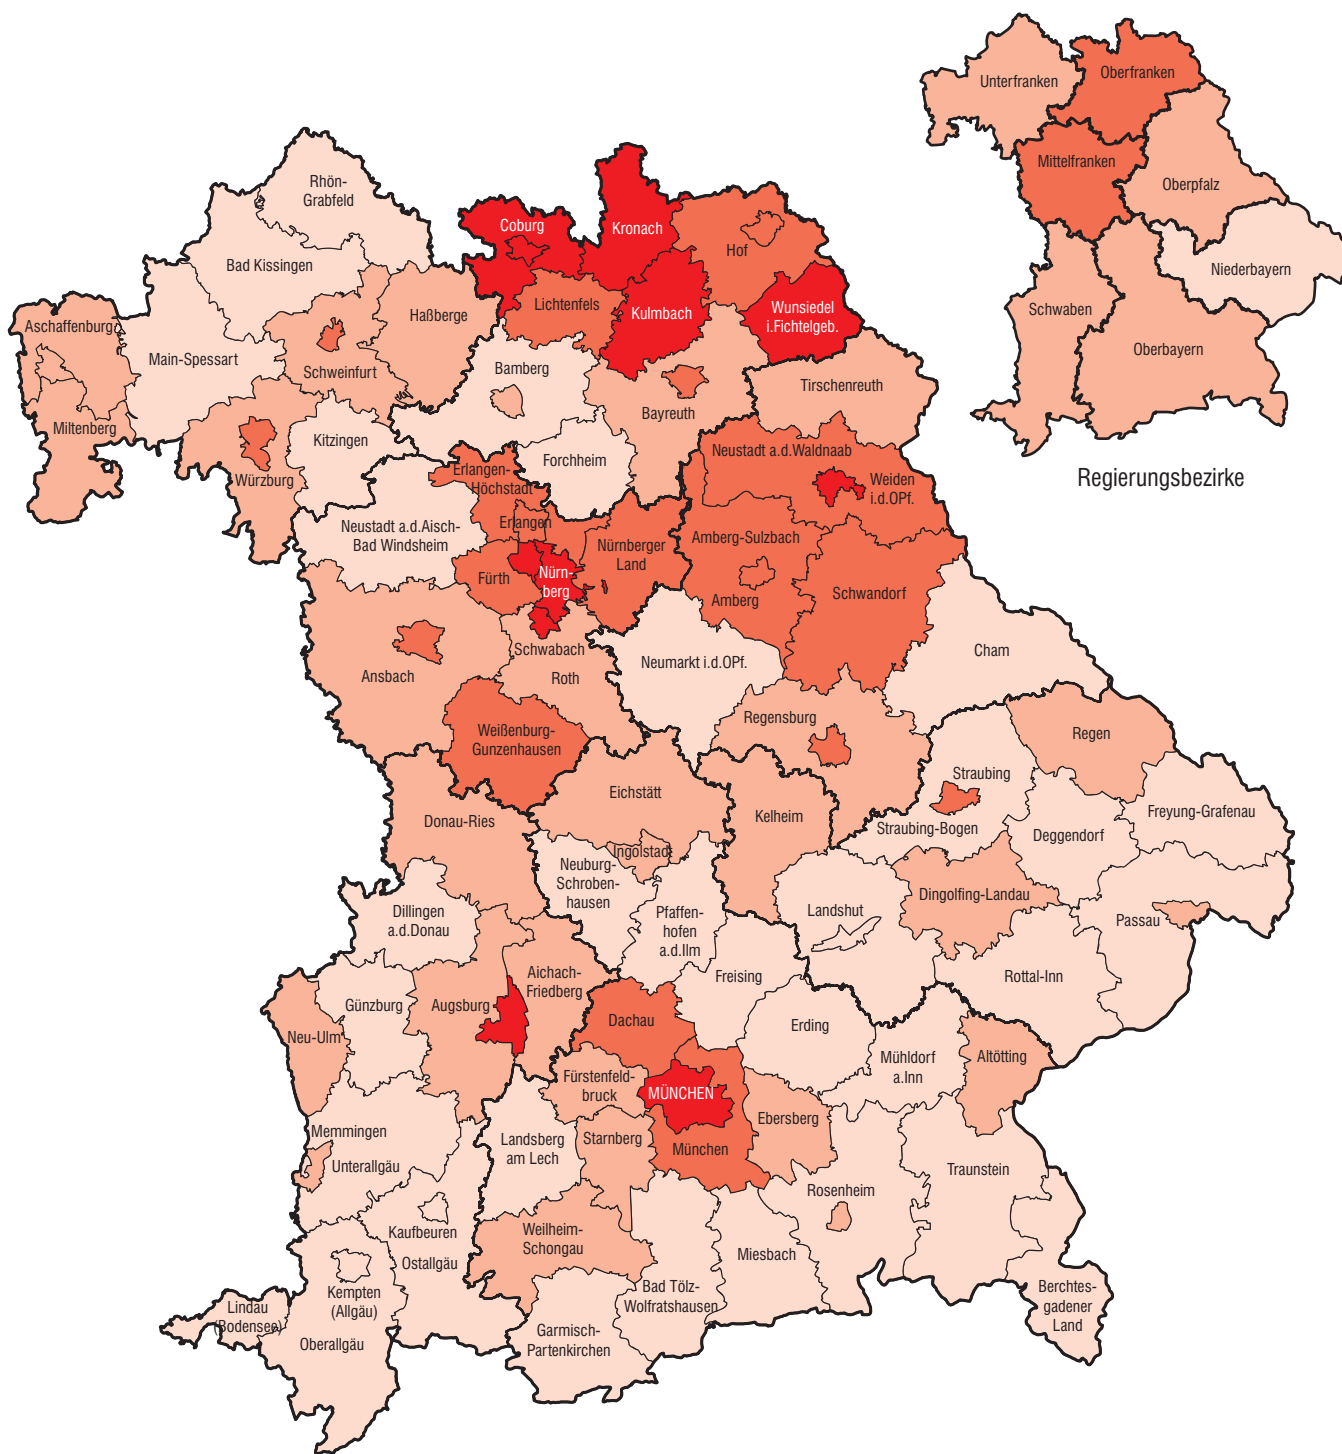 Unterfranken
Oberfranken
Mittelfranken
Oberpfalz
Niederbayern
Schwaben
Oberbayern
Regierungsbezirke
Rhön-
Grabfeld
Bad Kissingen
Coburg
Kronach
Hof
Lichtenfels
Kulmbach
Wunsiedel
i.Fichtelgeb.
Aschaffenburg
Haßberge
Main-Spessart
Schweinfurt
Bamberg
Bayreuth
Tirschenreuth
Miltenberg
Kitzingen
Würzburg
Forchheim
Neustadt a.d.Waldnaab
Weiden
i.d.OPf.
Erlangen-
Höchstadt
Erlangen
Neustadt a.d.Aisch-
Bad Windsheim
Nürnberger
Land
Amberg-Sulzbach
Fürth
Nürn-
berg
Amberg
Schwandorf
Schwabach
Roth
Ansbach
Neumarkt i.d.OPf.
Cham
Weißenburg-
Gunzenhausen
Regensburg
Regen
Straubing
Eichstätt
Donau-Ries
Kelheim
Straubing-Bogen
Deggendorf
Freyung-Grafenau
Ingolstadt
Neuburg-
Schroben-
hausen
Dingolfing-Landau
Dillingen
a.d.Donau
Pfaffen-
hofen
a.d.Ilm
Landshut
Passau
Aichach-
Friedberg
Freising
Rottal-Inn
Günzburg
Augsburg
Dachau
Erding
Neu-Ulm
Mühldorf
a.Inn
Altötting
Fürstenfeld-
bruck
MÜNCHEN
Ebersberg
Memmingen
Unterallgäu
Landsberg
am Lech
Starnberg
München
Traunstein
Rosenheim
Kaufbeuren
Ostallgäu
Weilheim-
Schongau
Miesbach
Kempten
(Allgäu)
Bad Tölz-
Wolfratshausen
Berchtes-
gadener
Land
Lindau
(Bodensee)
Oberallgäu
Garmisch-
Partenkirchen